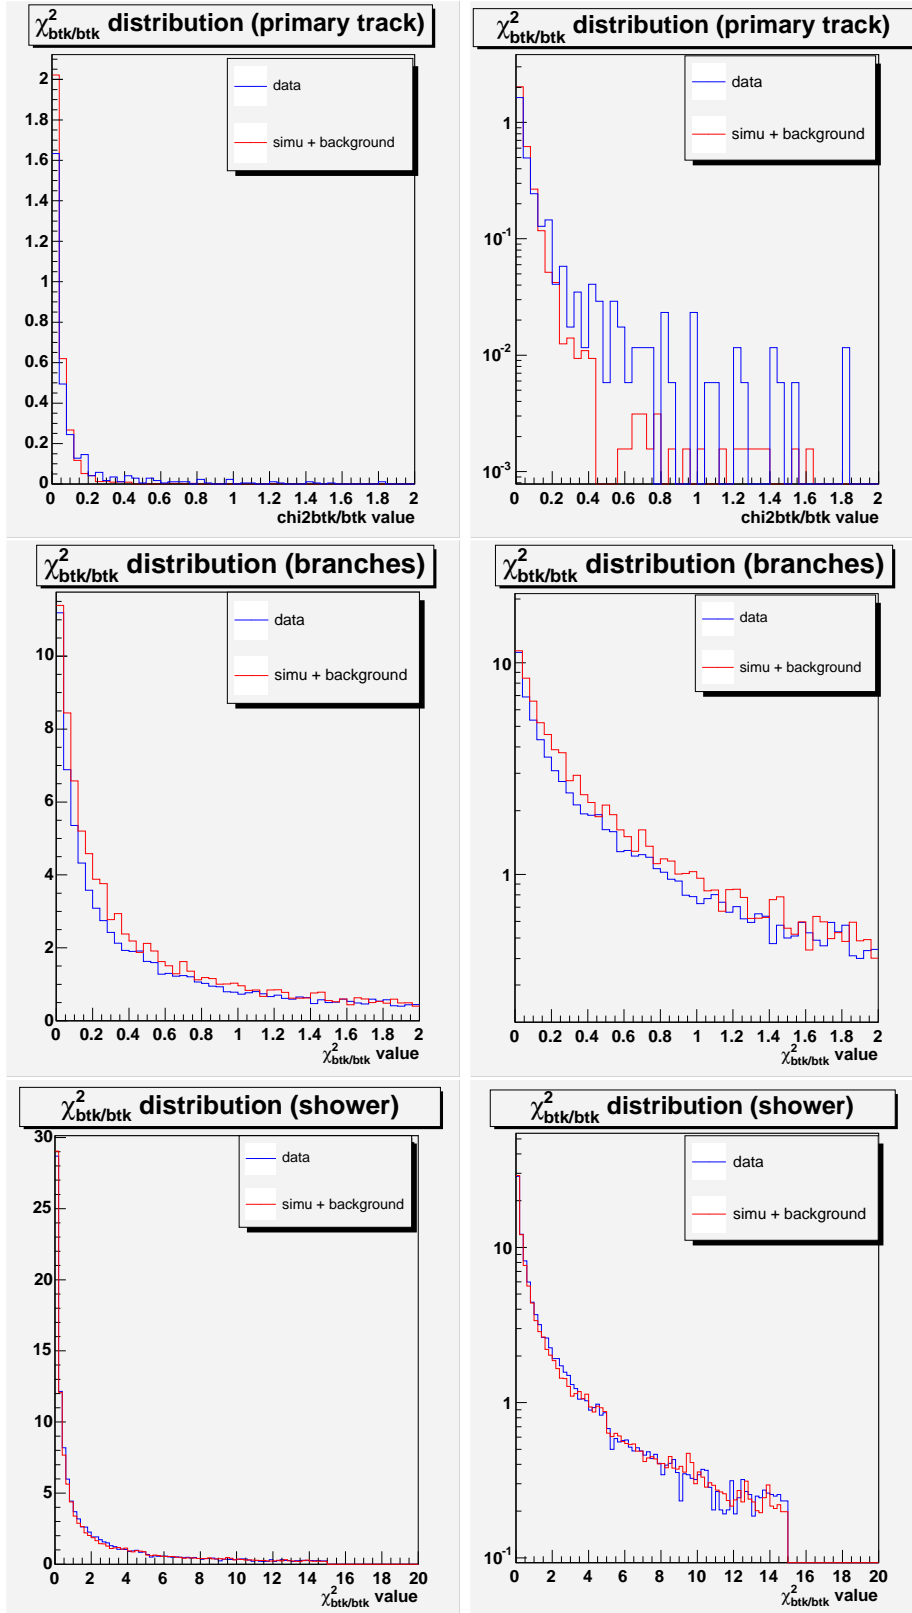 χ²btk/btk distribution (primary track)
data
simu + background
2
1.8
1.6
1.4
1.2
1
0.8
0.6
0.4
0.2
0
0 0.2 0.4 0.6 0.8 1 1.2 1.4 1.6 1.8 2
chi2btk/btk value
χ²btk/btk distribution (primary track)
data
simu + background
1
10⁻¹
10⁻²
10⁻³
0 0.2 0.4 0.6 0.8 1 1.2 1.4 1.6 1.8 2
chi2btk/btk value
χ²btk/btk distribution (branches)
data
simu + background
10
8
6
4
2
0
0 0.2 0.4 0.6 0.8 1 1.2 1.4 1.6 1.8 2
χ²btk/btk value
χ²btk/btk distribution (branches)
data
simu + background
10
1
0 0.2 0.4 0.6 0.8 1 1.2 1.4 1.6 1.8 2
χ²btk/btk value
χ²btk/btk distribution (shower)
data
simu + background
30
25
20
15
10
5
0
0 2 4 6 8 10 12 14 16 18 20
χ²btk/btk value
χ²btk/btk distribution (shower)
data
simu + background
10
1
10⁻¹
0 2 4 6 8 10 12 14 16 18 20
χ²btk/btk value